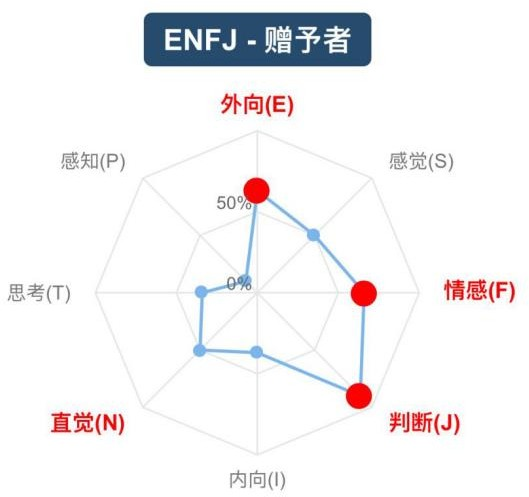 ENFJ - 赠予者
外向(E)
感知(P)
感觉(S)
50%
思考(T)
0%
情感(F)
直觉(N)
判断(J)
内向(I)